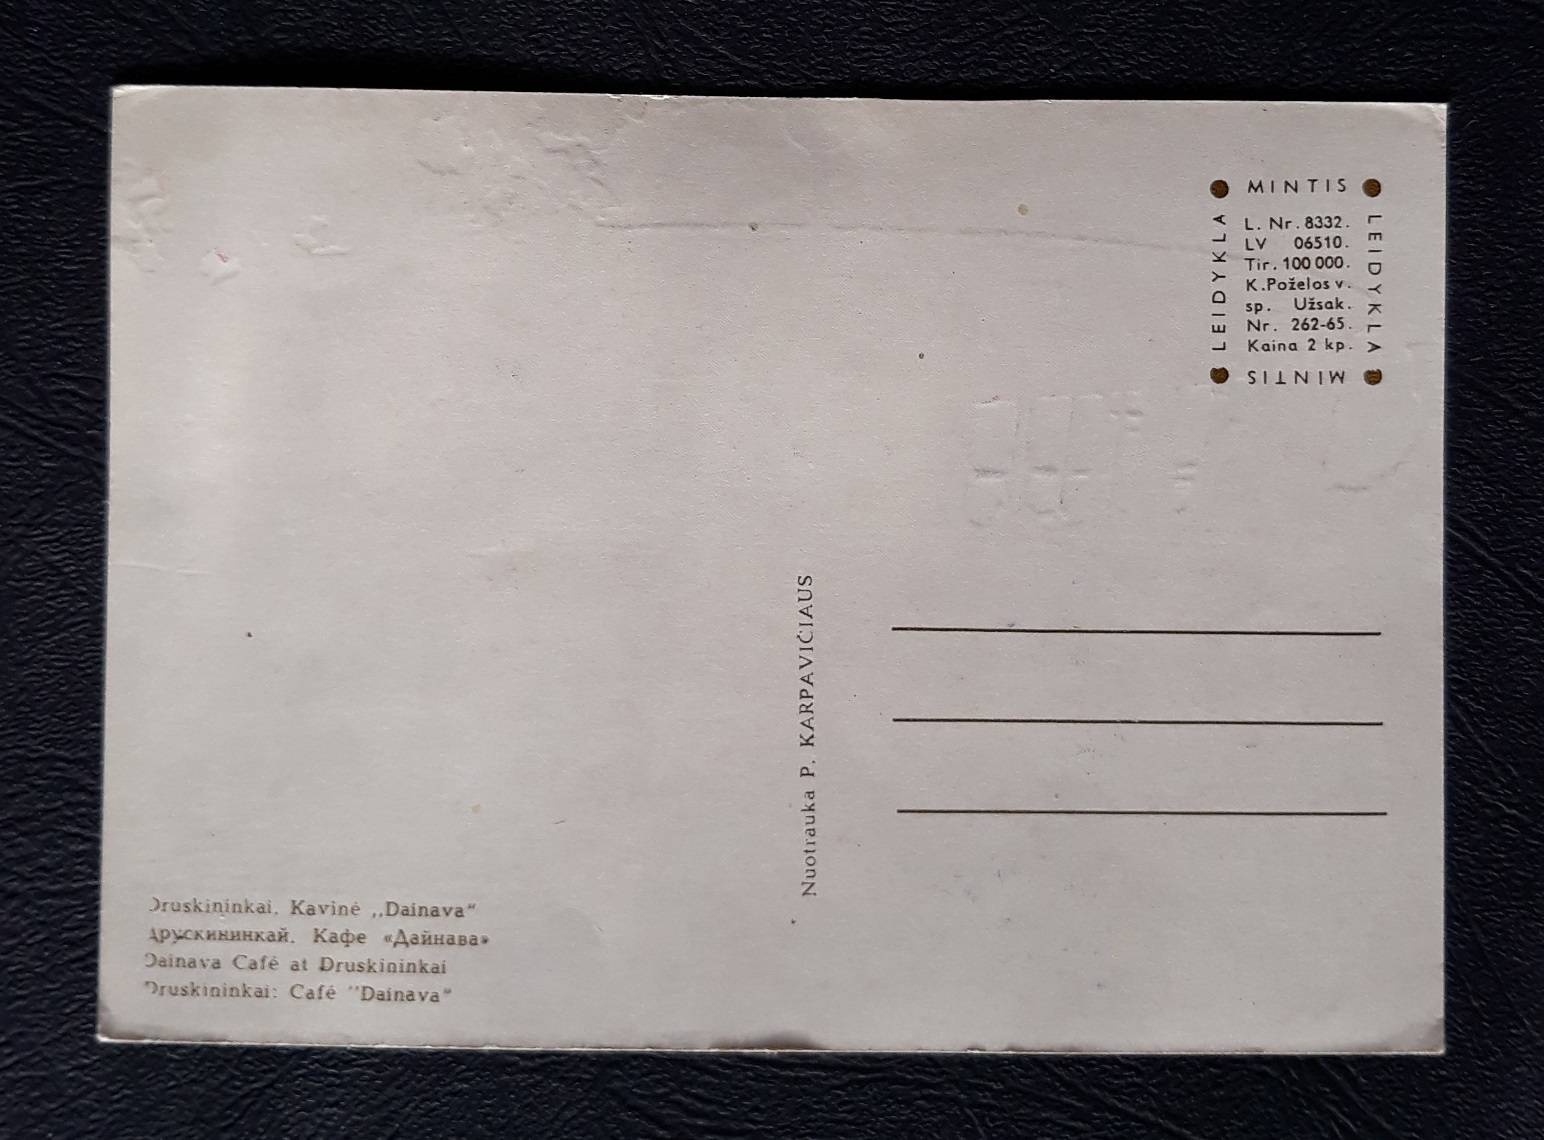 MINTIS
LEIDYKLA
LEIDYKLA
L. Nr. 8332.
LV 06510.
Tir. 100 000.
K. Poželos v.
sp. Užsak.
Nr. 262-65.
Kaina 2 kp.
MINTIS
Nuotrauka P. KARPAVIČIAUS
Druskininkai. Kavinė „Dainava“
Друскининкай. Кафе «Дайнава»
Dainava Café at Druskininkai
Druskininkai: Café "Dainava"